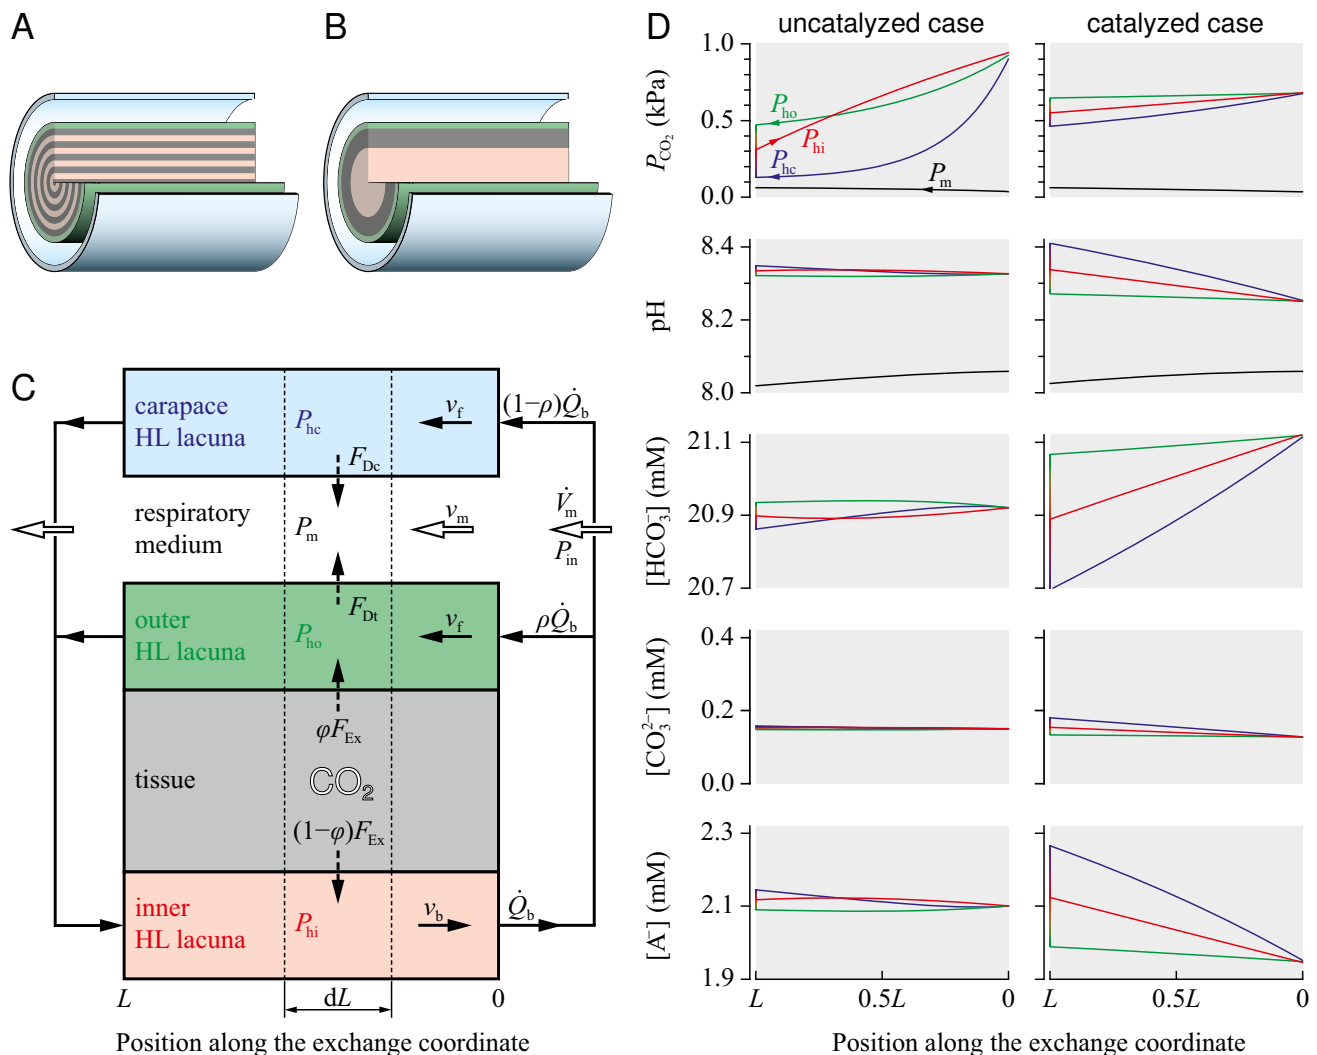 A
B
C
carapace
HL lacuna
P_hc
v_f
(1−ρ)Q̇_b
F_Dc
respiratory
medium
P_m
v_m
V̇_m
P_in
F_Dt
outer
HL lacuna
P_ho
v_f
ρQ̇_b
φF_Ex
tissue
CO₂
(1−φ)F_Ex
inner
HL lacuna
P_hi
v_b
Q̇_b
L
dL
0
Position along the exchange coordinate
D
uncatalyzed case
catalyzed case
P_CO₂ (kPa)
1.0
0.5
0.0
P_ho
P_hi
P_hc
P_m
pH
8.4
8.2
8.0
[HCO₃⁻] (mM)
21.1
20.9
20.7
[CO₃²⁻] (mM)
0.4
0.2
0.0
[A⁻] (mM)
2.3
2.1
1.9
L
0.5L
0
L
0.5L
0
Position along the exchange coordinate